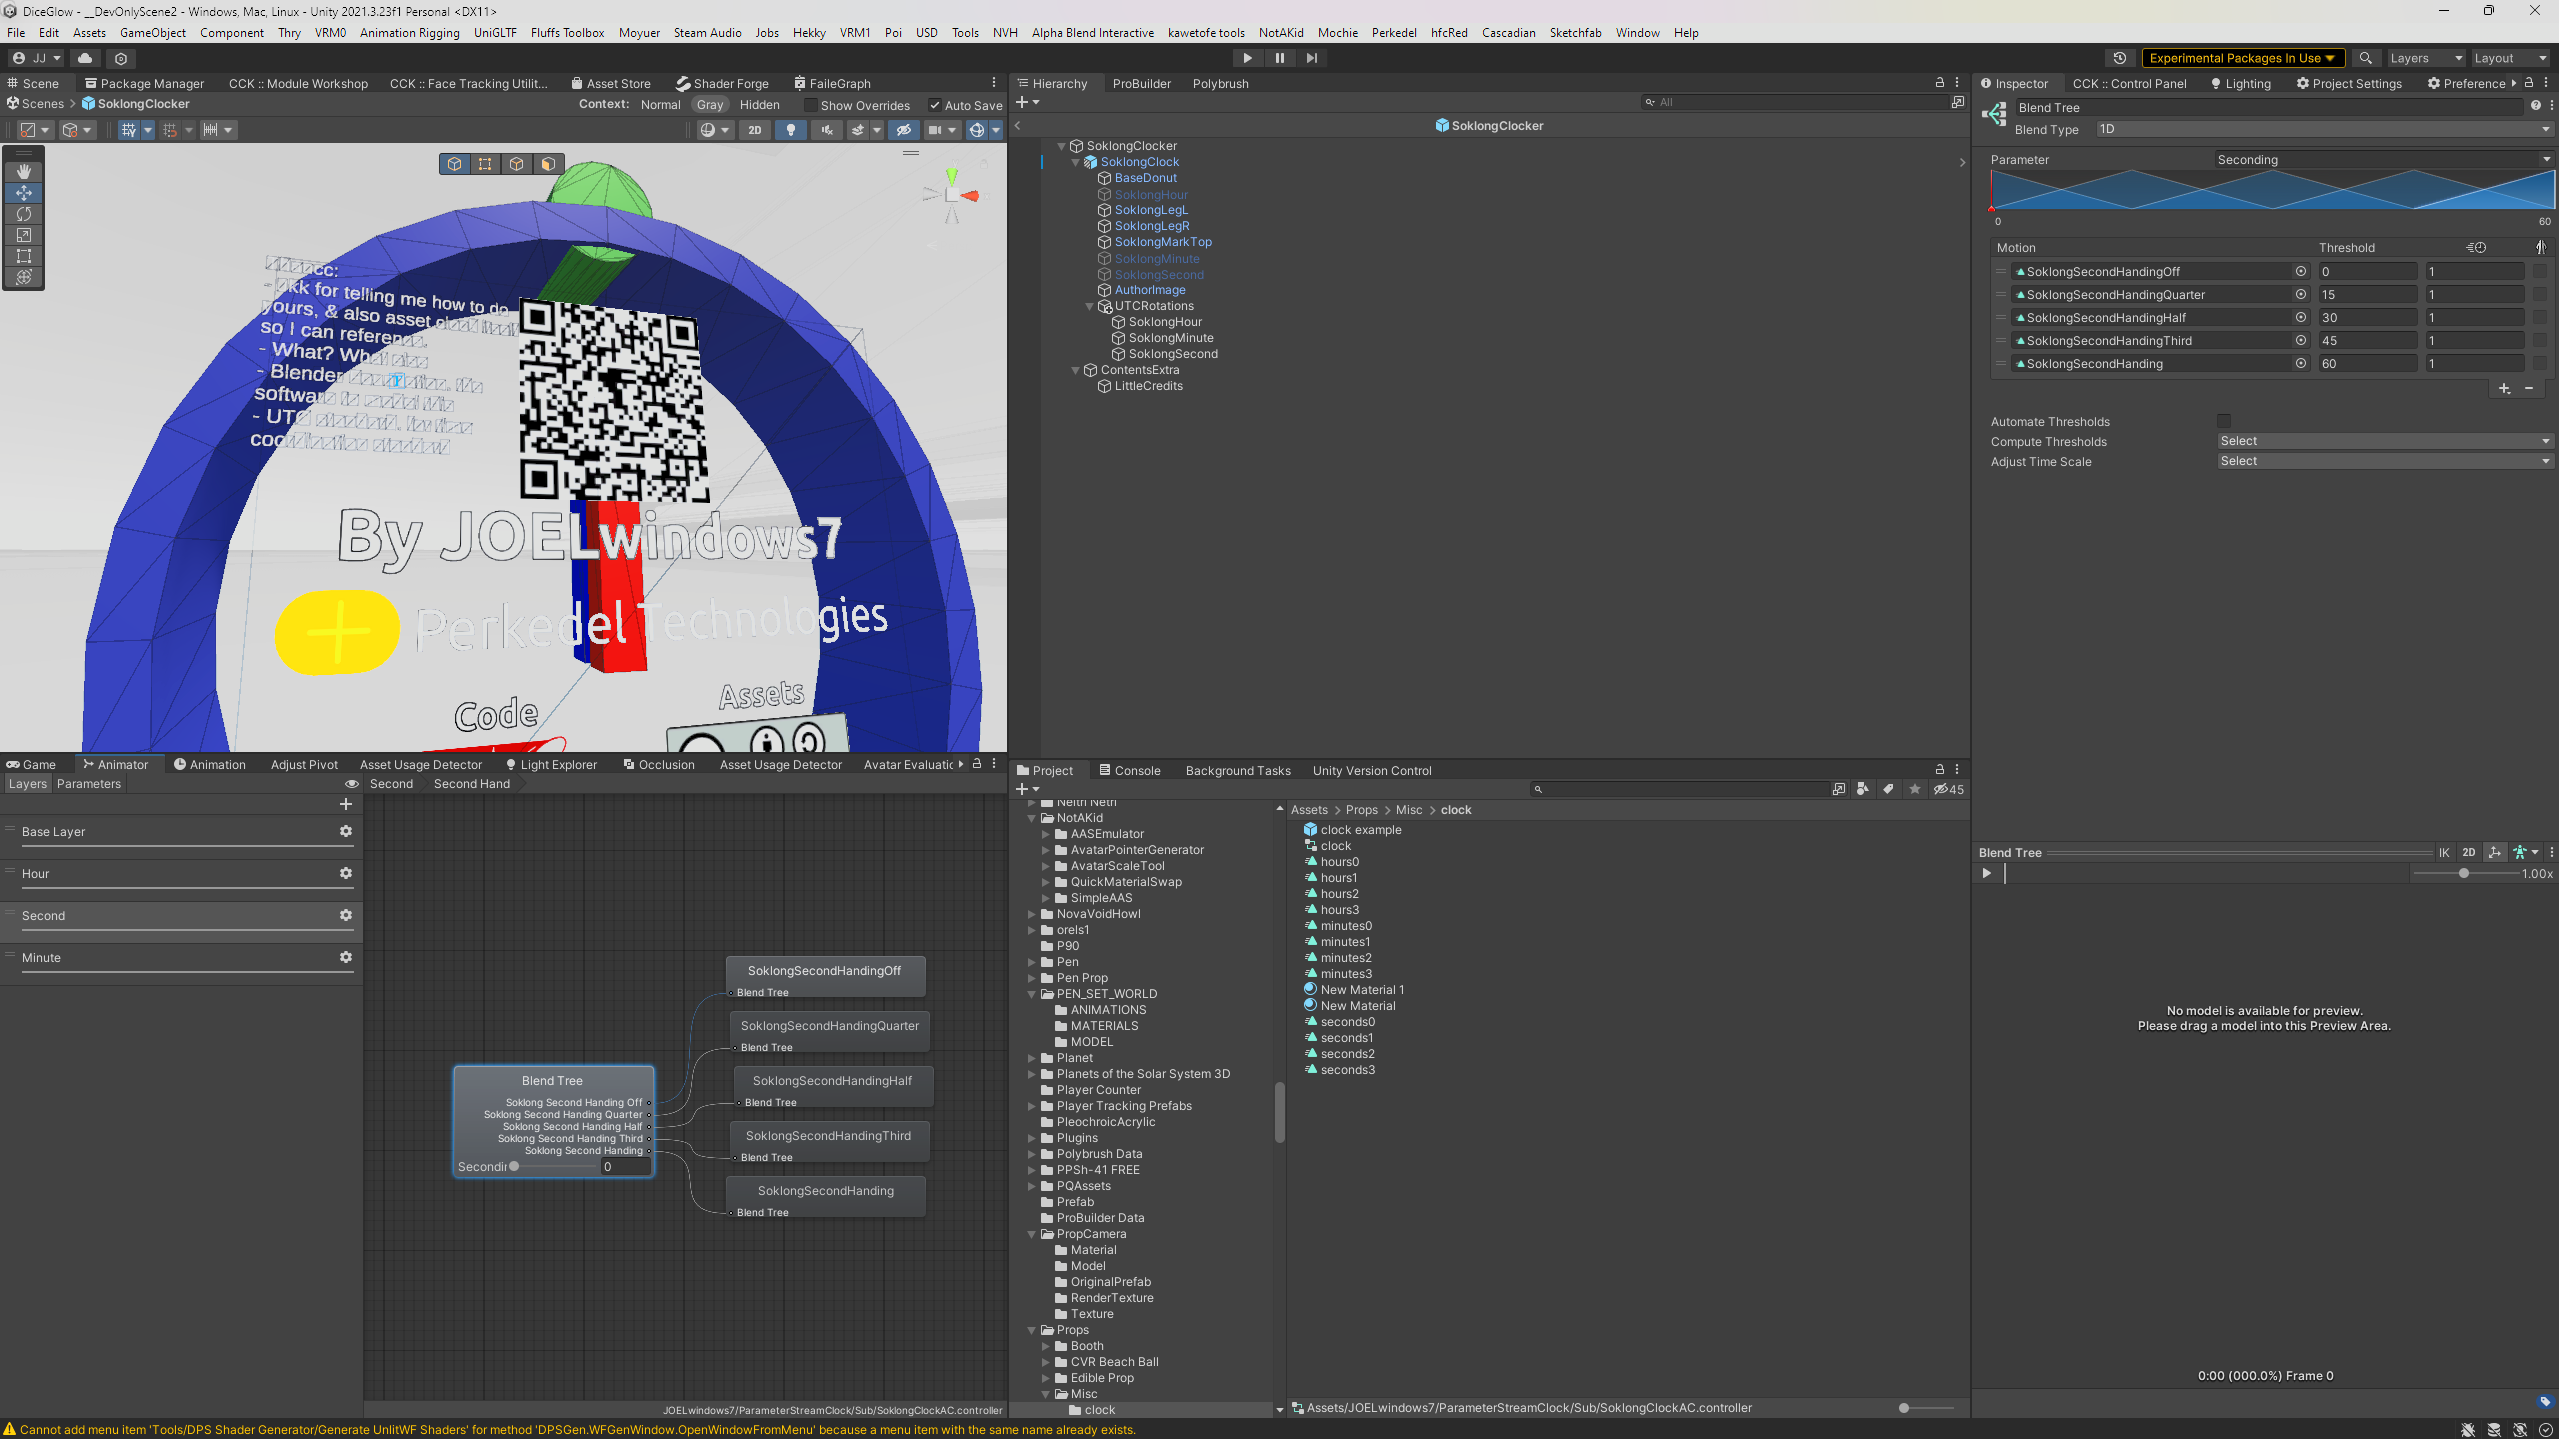 DiceGlow - __DevOnlyScene2 - Windows, Mac, Linux - Unity 2021.3.23f1 Personal <DX11>
File Edit Assets GameObject Component Thry VRM0 Animation Rigging UniGLTF Fluffs Toolbox Moyuer Steam Audio Jobs Hekky VRM1 Poi USD Tools NVH Alpha Blend Interactive kawetofe tools NotAKid Mochie Perkedel hfcRed Cascadian Sketchfab Window Help
JJ
Experimental Packages In Use
Layers
Layout
Scene Package Manager CCK :: Module Workshop CCK :: Face Tracking Utilit... Asset Store Shader Forge FaileGraph
Scenes > SoklongClocker
Context: Normal Gray Hidden Show Overrides Auto Save
2D
for telling me how to do
yours, & also asset
so I can reference.
- What?
- Blender
software
- UTC
By JOELwindows7
Perkedel Technologies
Code
Assets
Hierarchy ProBuilder Polybrush
All
SoklongClocker
SoklongClocker
SoklongClock
BaseDonut
SoklongHour
SoklongLegL
SoklongLegR
SoklongMarkTop
SoklongMinute
SoklongSecond
AuthorImage
UTCRotations
SoklongHour
SoklongMinute
SoklongSecond
ContentsExtra
LittleCredits
Inspector CCK :: Control Panel Lighting Project Settings Preference
Blend Tree
Blend Type 1D
Parameter Seconding
0 60
Motion Threshold
SoklongSecondHandingOff 0 1
SoklongSecondHandingQuarter 15 1
SoklongSecondHandingHalf 30 1
SoklongSecondHandingThird 45 1
SoklongSecondHanding 60 1
Automate Thresholds
Compute Thresholds Select
Adjust Time Scale Select
Game Animator Animation Adjust Pivot Asset Usage Detector Light Explorer Occlusion Asset Usage Detector Avatar Evaluatic
Layers Parameters
Second Second Hand
Base Layer
Hour
Second
Minute
SoklongSecondHandingOff
Blend Tree
SoklongSecondHandingQuarter
Blend Tree
SoklongSecondHandingHalf
Blend Tree
SoklongSecondHandingThird
Blend Tree
SoklongSecondHanding
Blend Tree
Blend Tree
Soklong Second Handing Off
Soklong Second Handing Quarter
Soklong Second Handing Half
Soklong Second Handing Third
Soklong Second Handing
Secondir 0
JOELwindows7/ParameterStreamClock/Sub/SoklongClockAC.controller
Project Console Background Tasks Unity Version Control
45
Neith Netri
NotAKid
AASEmulator
AvatarPointerGenerator
AvatarScaleTool
QuickMaterialSwap
SimpleAAS
NovaVoidHowl
orels1
P90
Pen
Pen Prop
PEN_SET_WORLD
ANIMATIONS
MATERIALS
MODEL
Planet
Planets of the Solar System 3D
Player Counter
Player Tracking Prefabs
PleochroicAcrylic
Plugins
Polybrush Data
PPSh-41 FREE
PQAssets
Prefab
ProBuilder Data
PropCamera
Material
Model
OriginalPrefab
RenderTexture
Texture
Props
Booth
CVR Beach Ball
Edible Prop
Misc
clock
Assets > Props > Misc > clock
clock example
clock
hours0
hours1
hours2
hours3
minutes0
minutes1
minutes2
minutes3
New Material 1
New Material
seconds0
seconds1
seconds2
seconds3
Assets/JOELwindows7/ParameterStreamClock/Sub/SoklongClockAC.controller
Blend Tree IK 2D
1.00x
No model is available for preview.
Please drag a model into this Preview Area.
0:00 (000.0%) Frame 0
Cannot add menu item 'Tools/DPS Shader Generator/Generate UnlitWF Shaders' for method 'DPSGen.WFGenWindow.OpenWindowFromMenu' because a menu item with the same name already exists.